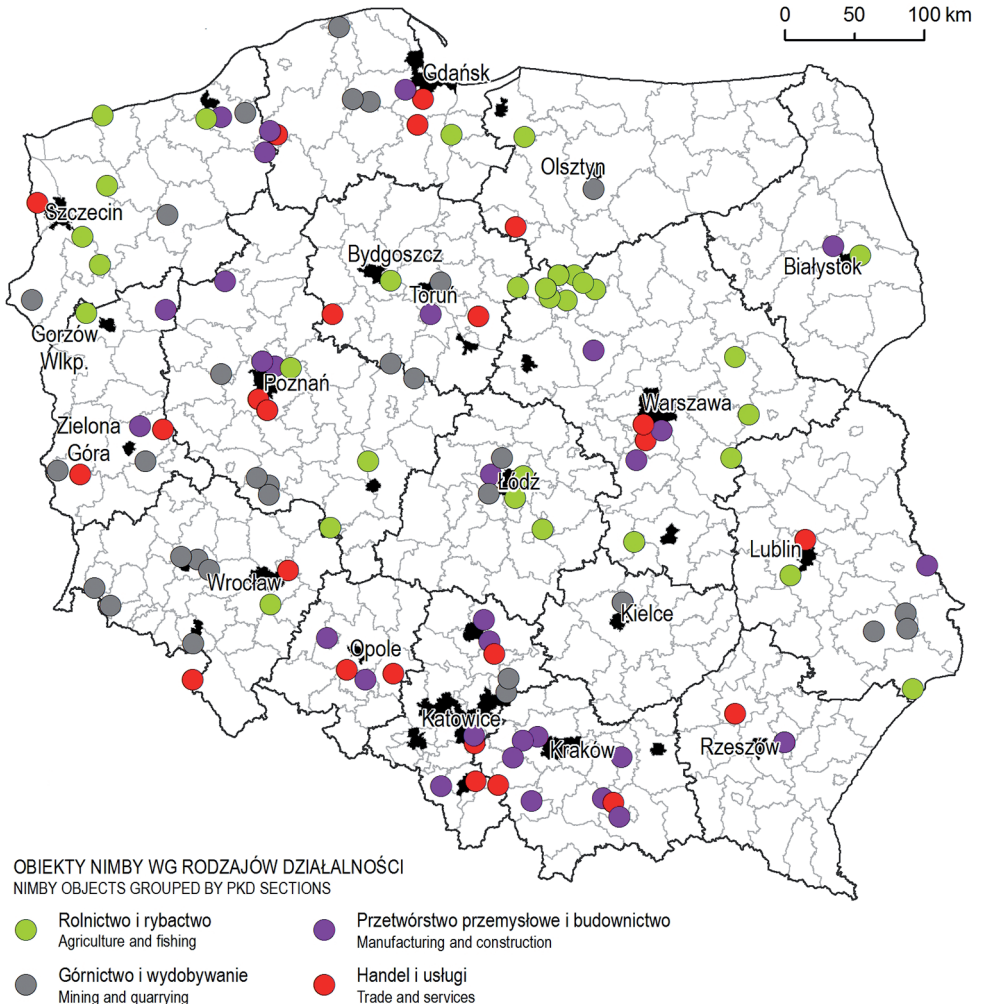 0 50 100 km
Gdańsk
Olsztyn
Szczecin
Bydgoszcz
Białystok
Toruń
Gorzów
Wlkp.
Poznań
Warszawa
Zielona
Góra
Łódź
Lublin
Wrocław
Kielce
Opole
Katowice
Kraków
Rzeszów
OBIEKTY NIMBY WG RODZAJÓW DZIAŁALNOŚCI
NIMBY OBJECTS GROUPED BY PKD SECTIONS
Rolnictwo i rybactwo
Agriculture and fishing
Przetwórstwo przemysłowe i budownictwo
Manufacturing and construction
Górnictwo i wydobywanie
Mining and quarrying
Handel i usługi
Trade and services